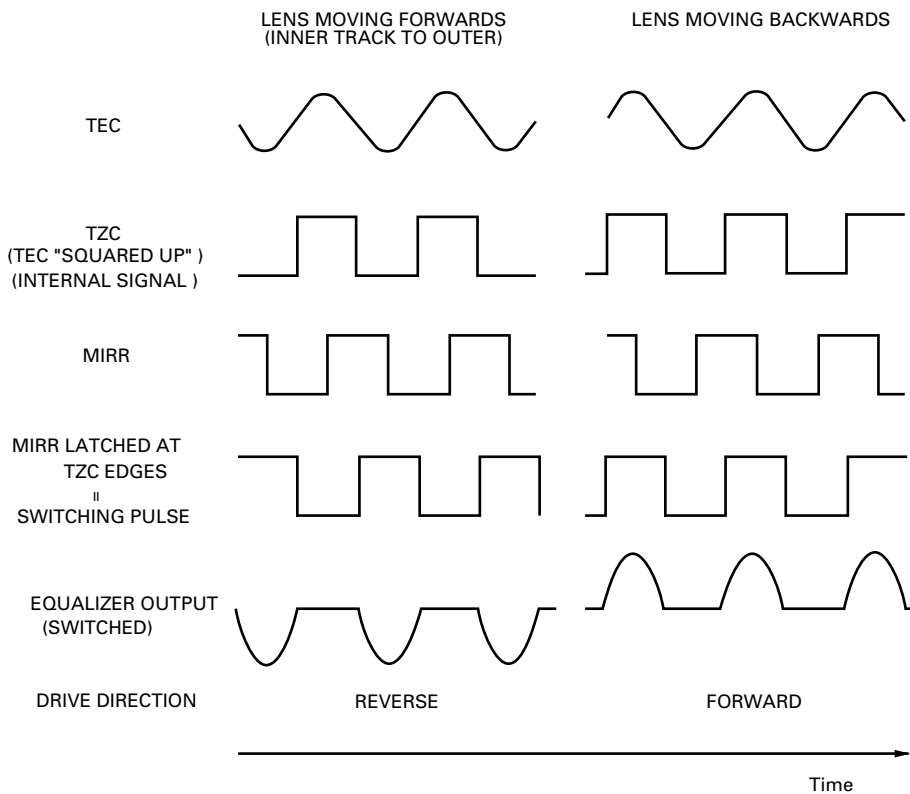 LENS MOVING FORWARDS
(INNER TRACK TO OUTER)
LENS MOVING BACKWARDS
TEC
TZC
(TEC "SQUARED UP" )
(INTERNAL SIGNAL )
MIRR
MIRR LATCHED AT
TZC EDGES
=
SWITCHING PULSE
EQUALIZER OUTPUT
(SWITCHED)
DRIVE DIRECTION
REVERSE
FORWARD
Time